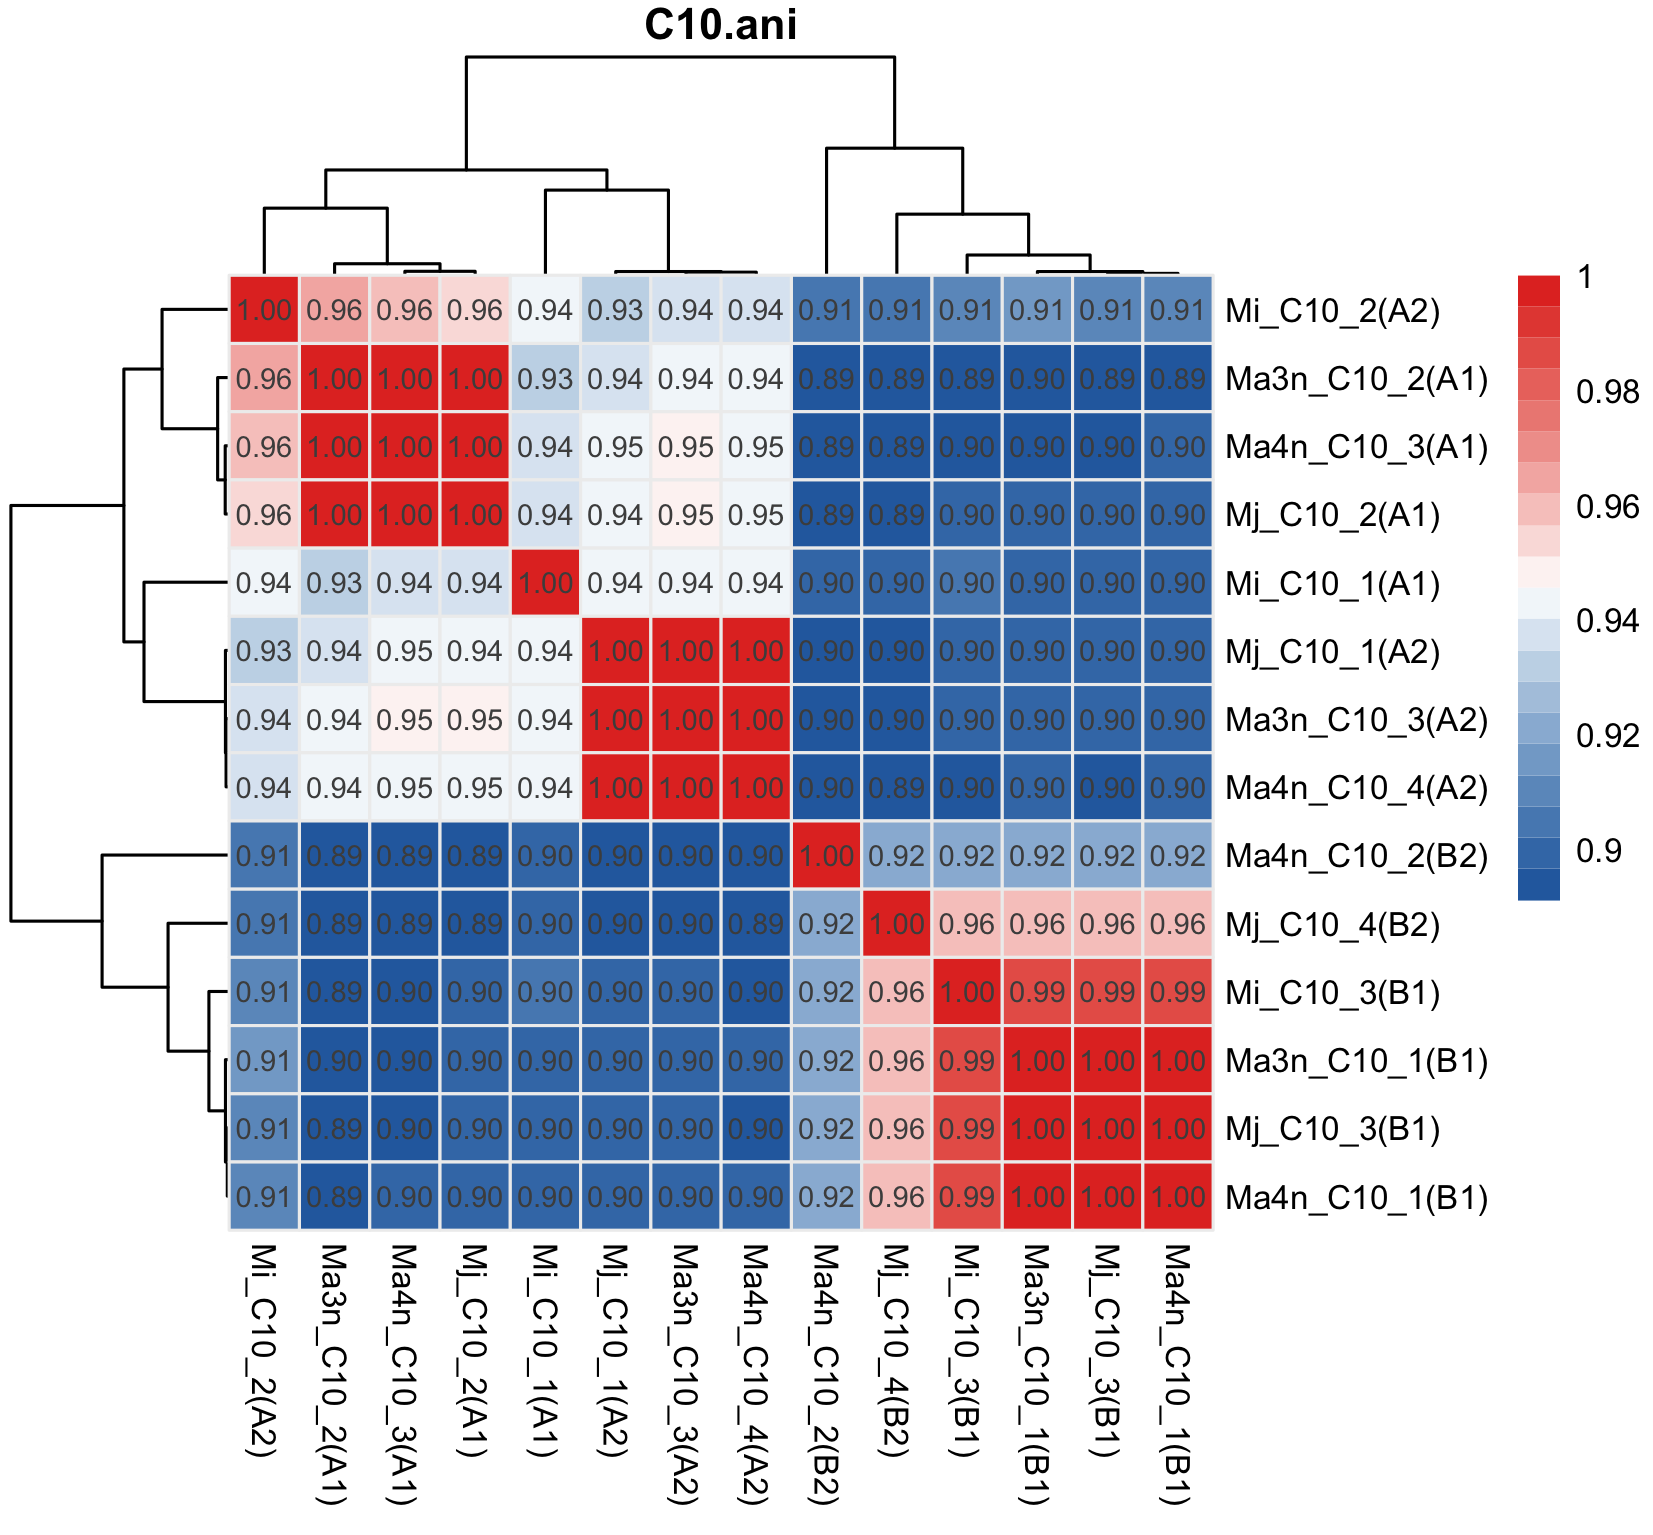 C10.ani
1.00 0.96 0.96 0.96 0.94 0.93 0.94 0.94 0.91 0.91 0.91 0.91 0.91 0.91 Mi_C10_2(A2)
0.96 1.00 1.00 1.00 0.93 0.94 0.94 0.94 0.89 0.89 0.89 0.90 0.89 0.89 Ma3n_C10_2(A1)
0.96 1.00 1.00 1.00 0.94 0.95 0.95 0.95 0.89 0.89 0.90 0.90 0.90 0.90 Ma4n_C10_3(A1)
0.96 1.00 1.00 1.00 0.94 0.94 0.95 0.95 0.89 0.89 0.90 0.90 0.90 0.90 Mj_C10_2(A1)
0.94 0.93 0.94 0.94 1.00 0.94 0.94 0.94 0.90 0.90 0.90 0.90 0.90 0.90 Mi_C10_1(A1)
0.93 0.94 0.95 0.94 0.94 1.00 1.00 1.00 0.90 0.90 0.90 0.90 0.90 0.90 Mj_C10_1(A2)
0.94 0.94 0.95 0.95 0.94 1.00 1.00 1.00 0.90 0.90 0.90 0.90 0.90 0.90 Ma3n_C10_3(A2)
0.94 0.94 0.95 0.95 0.94 1.00 1.00 1.00 0.90 0.89 0.90 0.90 0.90 0.90 Ma4n_C10_4(A2)
0.91 0.89 0.89 0.89 0.90 0.90 0.90 0.90 1.00 0.92 0.92 0.92 0.92 0.92 Ma4n_C10_2(B2)
0.91 0.89 0.89 0.89 0.90 0.90 0.90 0.89 0.92 1.00 0.96 0.96 0.96 0.96 Mj_C10_4(B2)
0.91 0.89 0.90 0.90 0.90 0.90 0.90 0.90 0.92 0.96 1.00 0.99 0.99 0.99 Mi_C10_3(B1)
0.91 0.90 0.90 0.90 0.90 0.90 0.90 0.90 0.92 0.96 0.99 1.00 1.00 1.00 Ma3n_C10_1(B1)
0.91 0.89 0.90 0.90 0.90 0.90 0.90 0.90 0.92 0.96 0.99 1.00 1.00 1.00 Mj_C10_3(B1)
0.91 0.89 0.90 0.90 0.90 0.90 0.90 0.90 0.92 0.96 0.99 1.00 1.00 1.00 Ma4n_C10_1(B1)
Mi_C10_2(A2)
Ma3n_C10_2(A1)
Ma4n_C10_3(A1)
Mj_C10_2(A1)
Mi_C10_1(A1)
Mj_C10_1(A2)
Ma3n_C10_3(A2)
Ma4n_C10_4(A2)
Ma4n_C10_2(B2)
Mj_C10_4(B2)
Mi_C10_3(B1)
Ma3n_C10_1(B1)
Mj_C10_3(B1)
Ma4n_C10_1(B1)
1
0.98
0.96
0.94
0.92
0.9